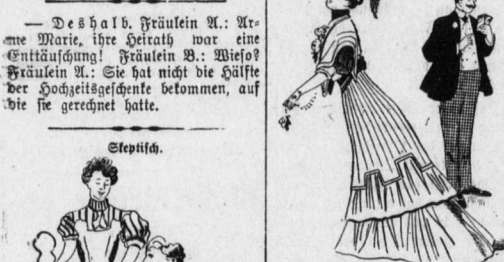 — Deshalb. Fräulein A.: Ar-
me Marie, ihre Heirath war eine
Enttäuschung! Fräulein B.: Wieso?
Fräulein A.: Sie hat nicht die Hälfte
der Hochzeitsgeschenke bekommen, auf
die sie gerechnet hatte.
Skeptisch.